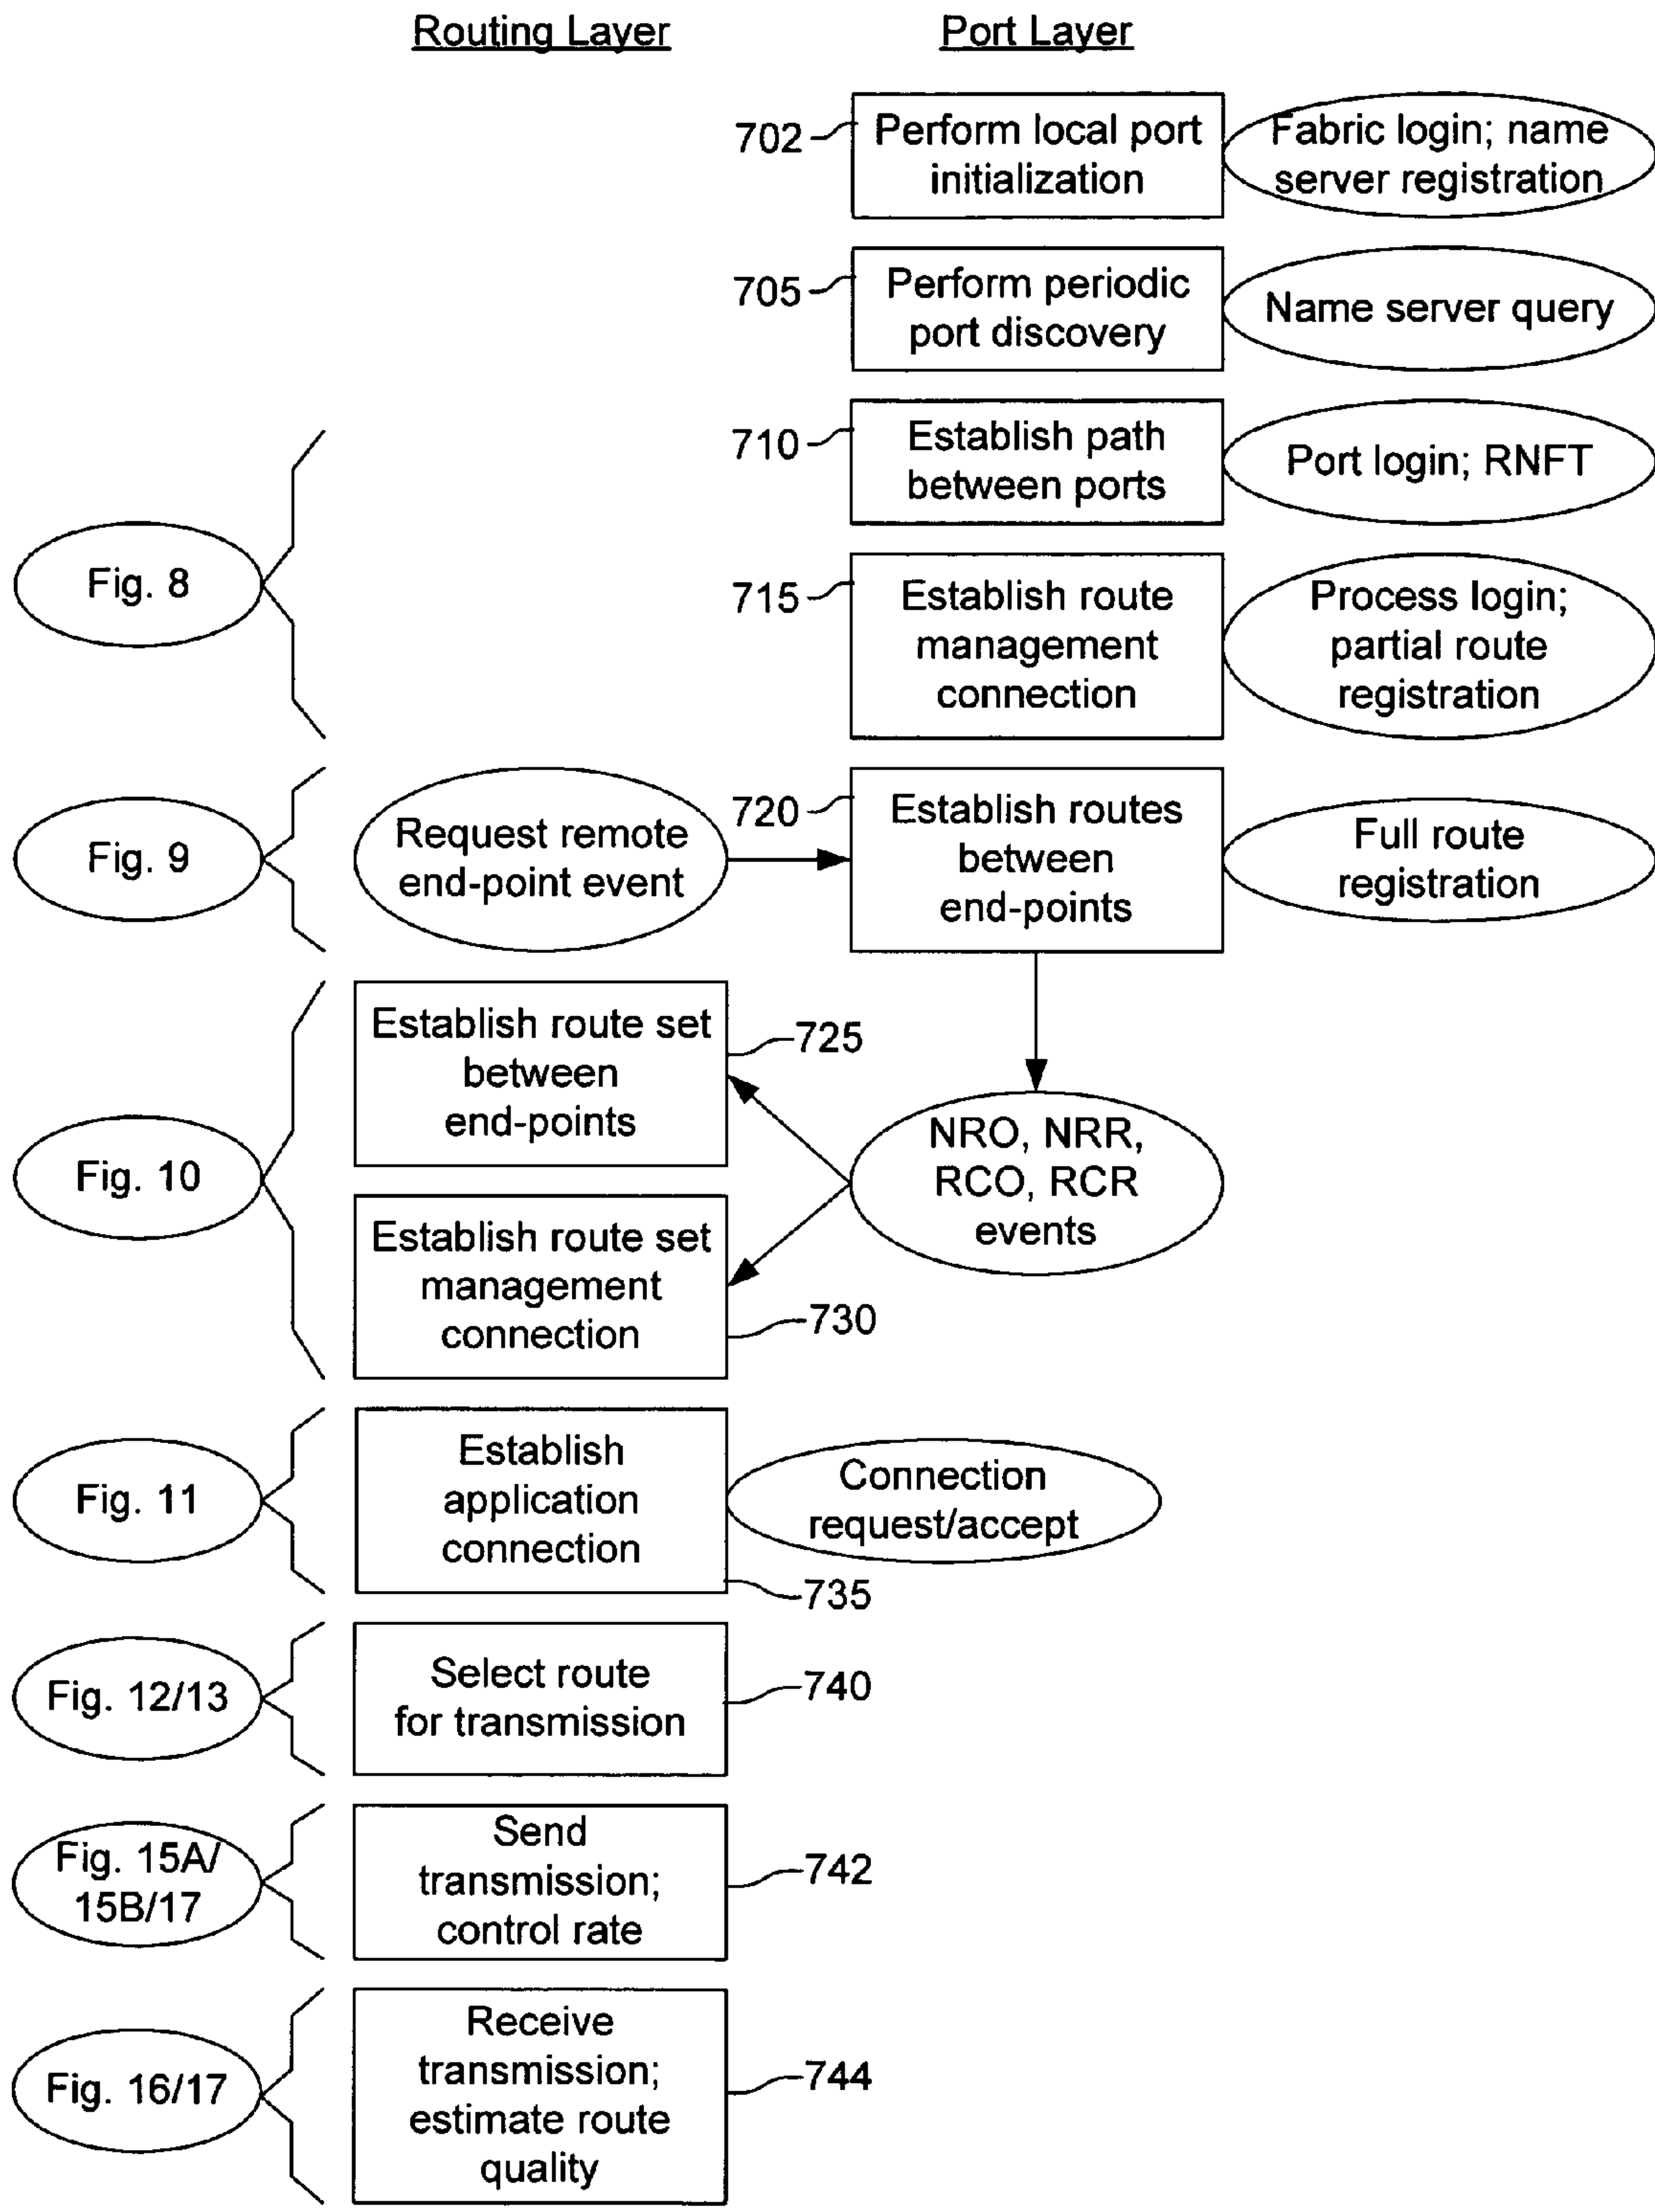 Routing Layer
Port Layer
702
Perform local port
initialization
Fabric login; name
server registration
705
Perform periodic
port discovery
Name server query
710
Establish path
between ports
Port login; RNFT
Fig. 8
715
Establish route
management
connection
Process login;
partial route
registration
Fig. 9
Request remote
end-point event
720
Establish routes
between
end-points
Full route
registration
Fig. 10
Establish route set
between
end-points
725
NRO, NRR,
RCO, RCR
events
Establish route set
management
connection
730
Fig. 11
Establish
application
connection
Connection
request/accept
735
Fig. 12/13
Select route
for transmission
740
Fig. 15A/
15B/17
Send
transmission;
control rate
742
Fig. 16/17
Receive
transmission;
estimate route
quality
744